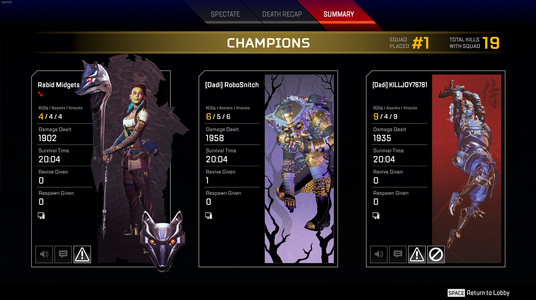 SPECTATE DEATH RECAP SUMMARY
CHAMPIONS
SQUAD PLACED #1
TOTAL KILLS WITH SQUAD 19
Rabid Midgets
Kills / Assists / Knocks
4 / 4 / 4
Damage Dealt
1902
Survival Time
20:04
Revive Given
0
Respawn Given
0
[Dadi] RoboSnitch
Kills / Assists / Knocks
6 / 5 / 6
Damage Dealt
1958
Survival Time
20:04
Revive Given
1
Respawn Given
0
[Dadi] KILLJOY76761
Kills / Assists / Knocks
9 / 4 / 9
Damage Dealt
1935
Survival Time
20:04
Revive Given
0
Respawn Given
0
SPACE Return to Lobby